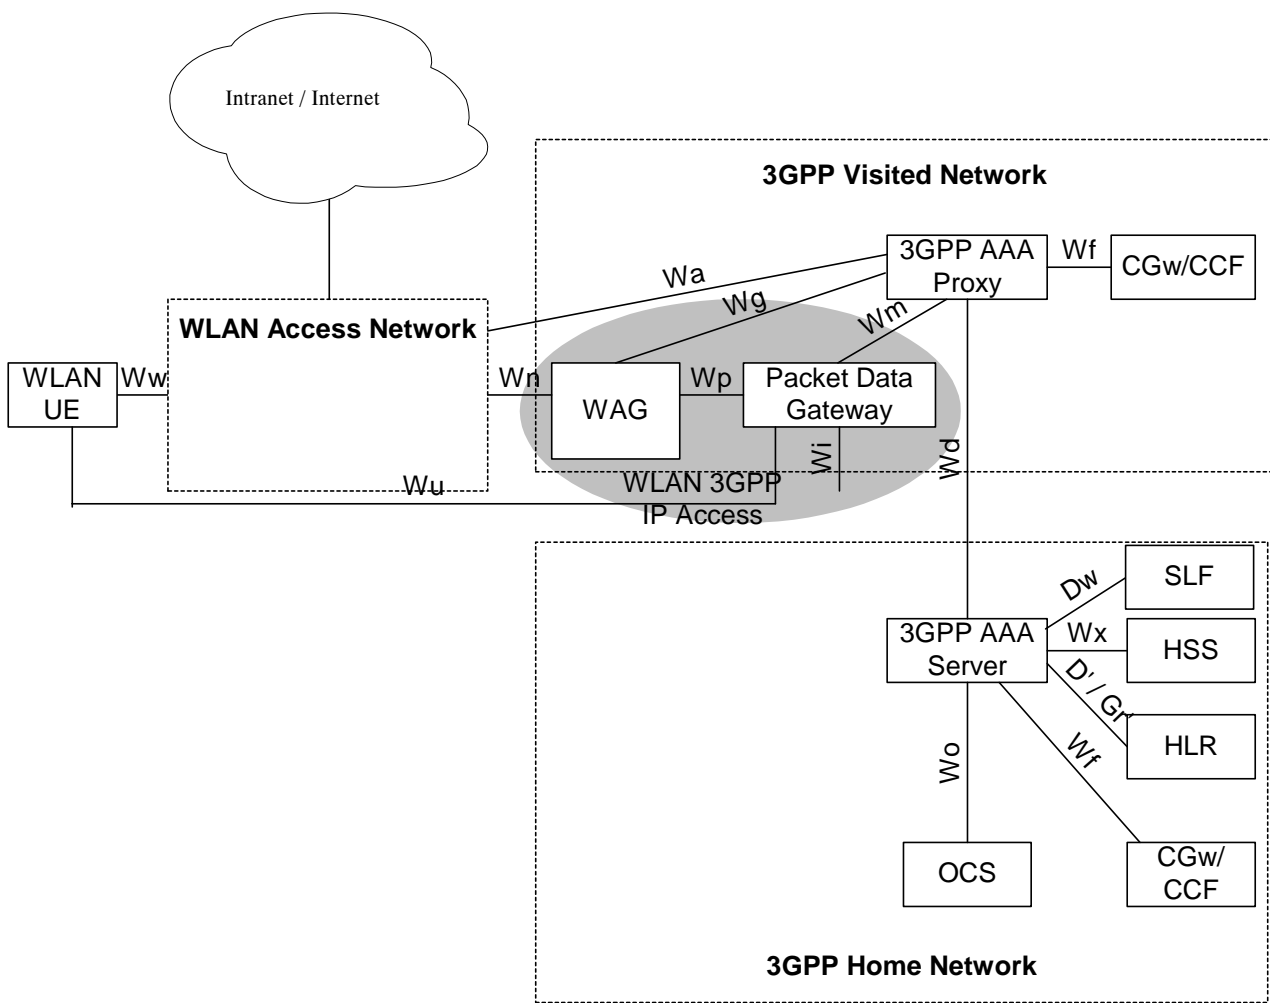 Intranet / Internet
3GPP Visited Network
3GPP AAA
Proxy
Wf
CGw/CCF
Wa
Wg
Wm
WLAN Access Network
WLAN
UE
Ww
Wn
WAG
Wp
Packet Data
Gateway
Wi
Wd
Wu
WLAN 3GPP
IP Access
SLF
Dw
3GPP AAA
Server
Wx
HSS
D' / Gr'
HLR
Wo
Wf
OCS
CGw/
CCF
3GPP Home Network